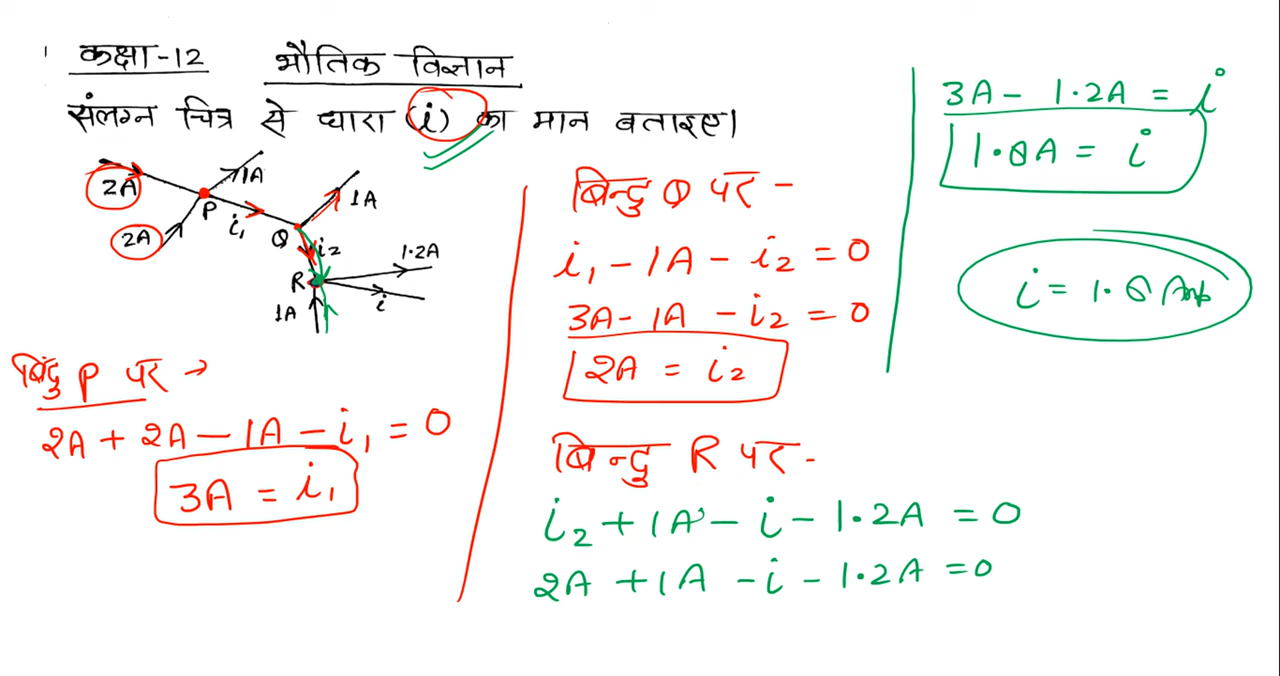 कक्षा-12 भौतिक विज्ञान
संलग्न चित्र से धारा (i) का मान बताइए।
2A
1A
P
2A
i₁
1A
Q
i₂
1.2A
R
1A
i
बिंदु P पर →
2A + 2A - 1A - i₁ = 0
3A = i₁
बिन्दु Q पर -
i₁ - 1A - i₂ = 0
3A - 1A - i₂ = 0
2A = i₂
बिन्दु R पर -
i₂ + 1A - i - 1.2A = 0
2A + 1A - i - 1.2A = 0
3A - 1.2A = i
1.8A = i
i = 1.8 Amp